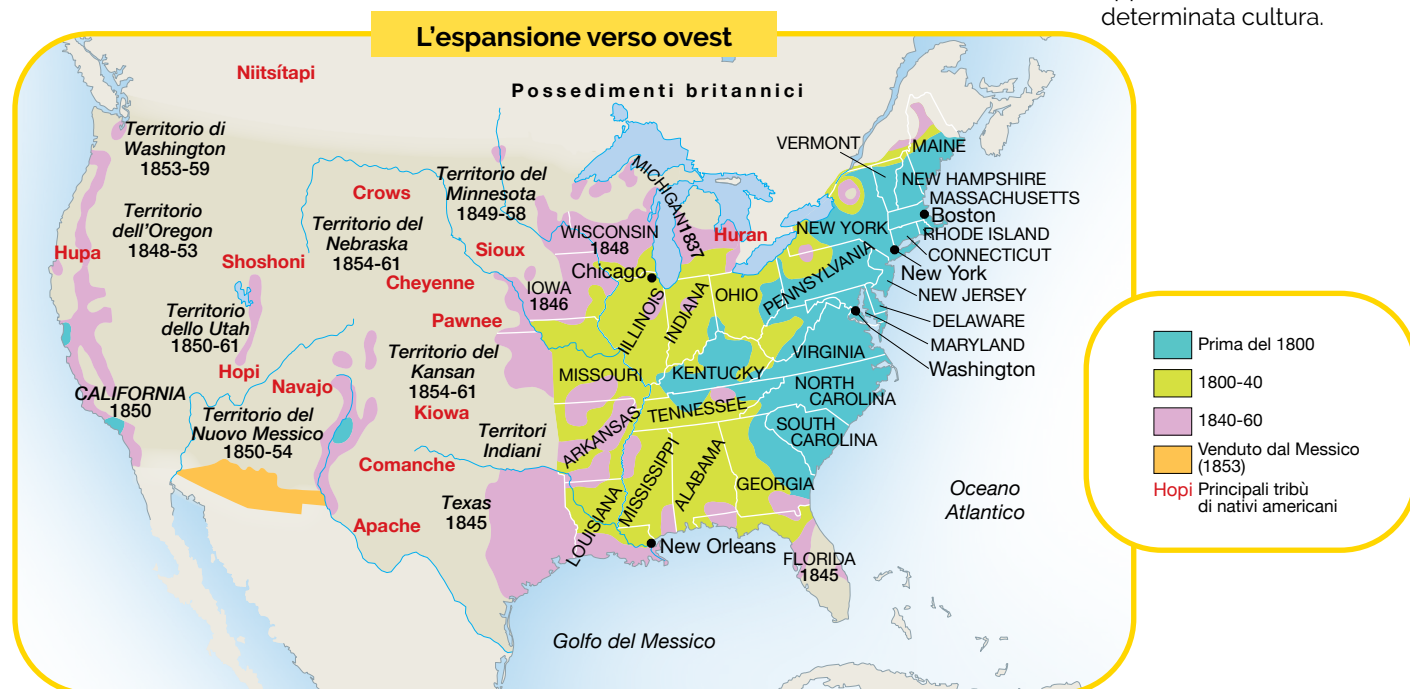 determinata cultura.
L'espansione verso ovest
Niitsítapi
Possedimenti britannici
Territorio di
Washington
1853-59
Territorio
dell'Oregon
1848-53
Hupa
Shoshoni
Crows
Territorio del
Nebraska
1854-61
Territorio del
Minnesota
1849-58
Sioux
Cheyenne
Pawnee
Territorio
dello Utah
1850-61
Hopi
Navajo
CALIFORNIA
1850
Territorio del
Nuovo Messico
1850-54
Territorio del
Kansan
1854-61
Kiowa
Territori
Indiani
Comanche
Apache
Texas
1845
WISCONSIN
1848
MICHIGAN 1837
Huran
Chicago
IOWA
1846
IILLINOIS
INDIANA
OHIO
MISSOURI
KENTUCKY
TENNESSEE
ARKANSAS
MISSISSIPPI
ALABAMA
GEORGIA
LOUISIANA
New Orleans
FLORIDA
1845
VERMONT
MAINE
NEW HAMPSHIRE
MASSACHUSETTS
Boston
NEW YORK
RHODE ISLAND
CONNECTICUT
New York
PENNSYLVANIA
NEW JERSEY
DELAWARE
MARYLAND
VIRGINIA
Washington
NORTH
CAROLINA
SOUTH
CAROLINA
Oceano
Atlantico
Golfo del Messico
Prima del 1800
1800-40
1840-60
Venduto dal Messico
(1853)
Hopi Principali tribù
di nativi americani